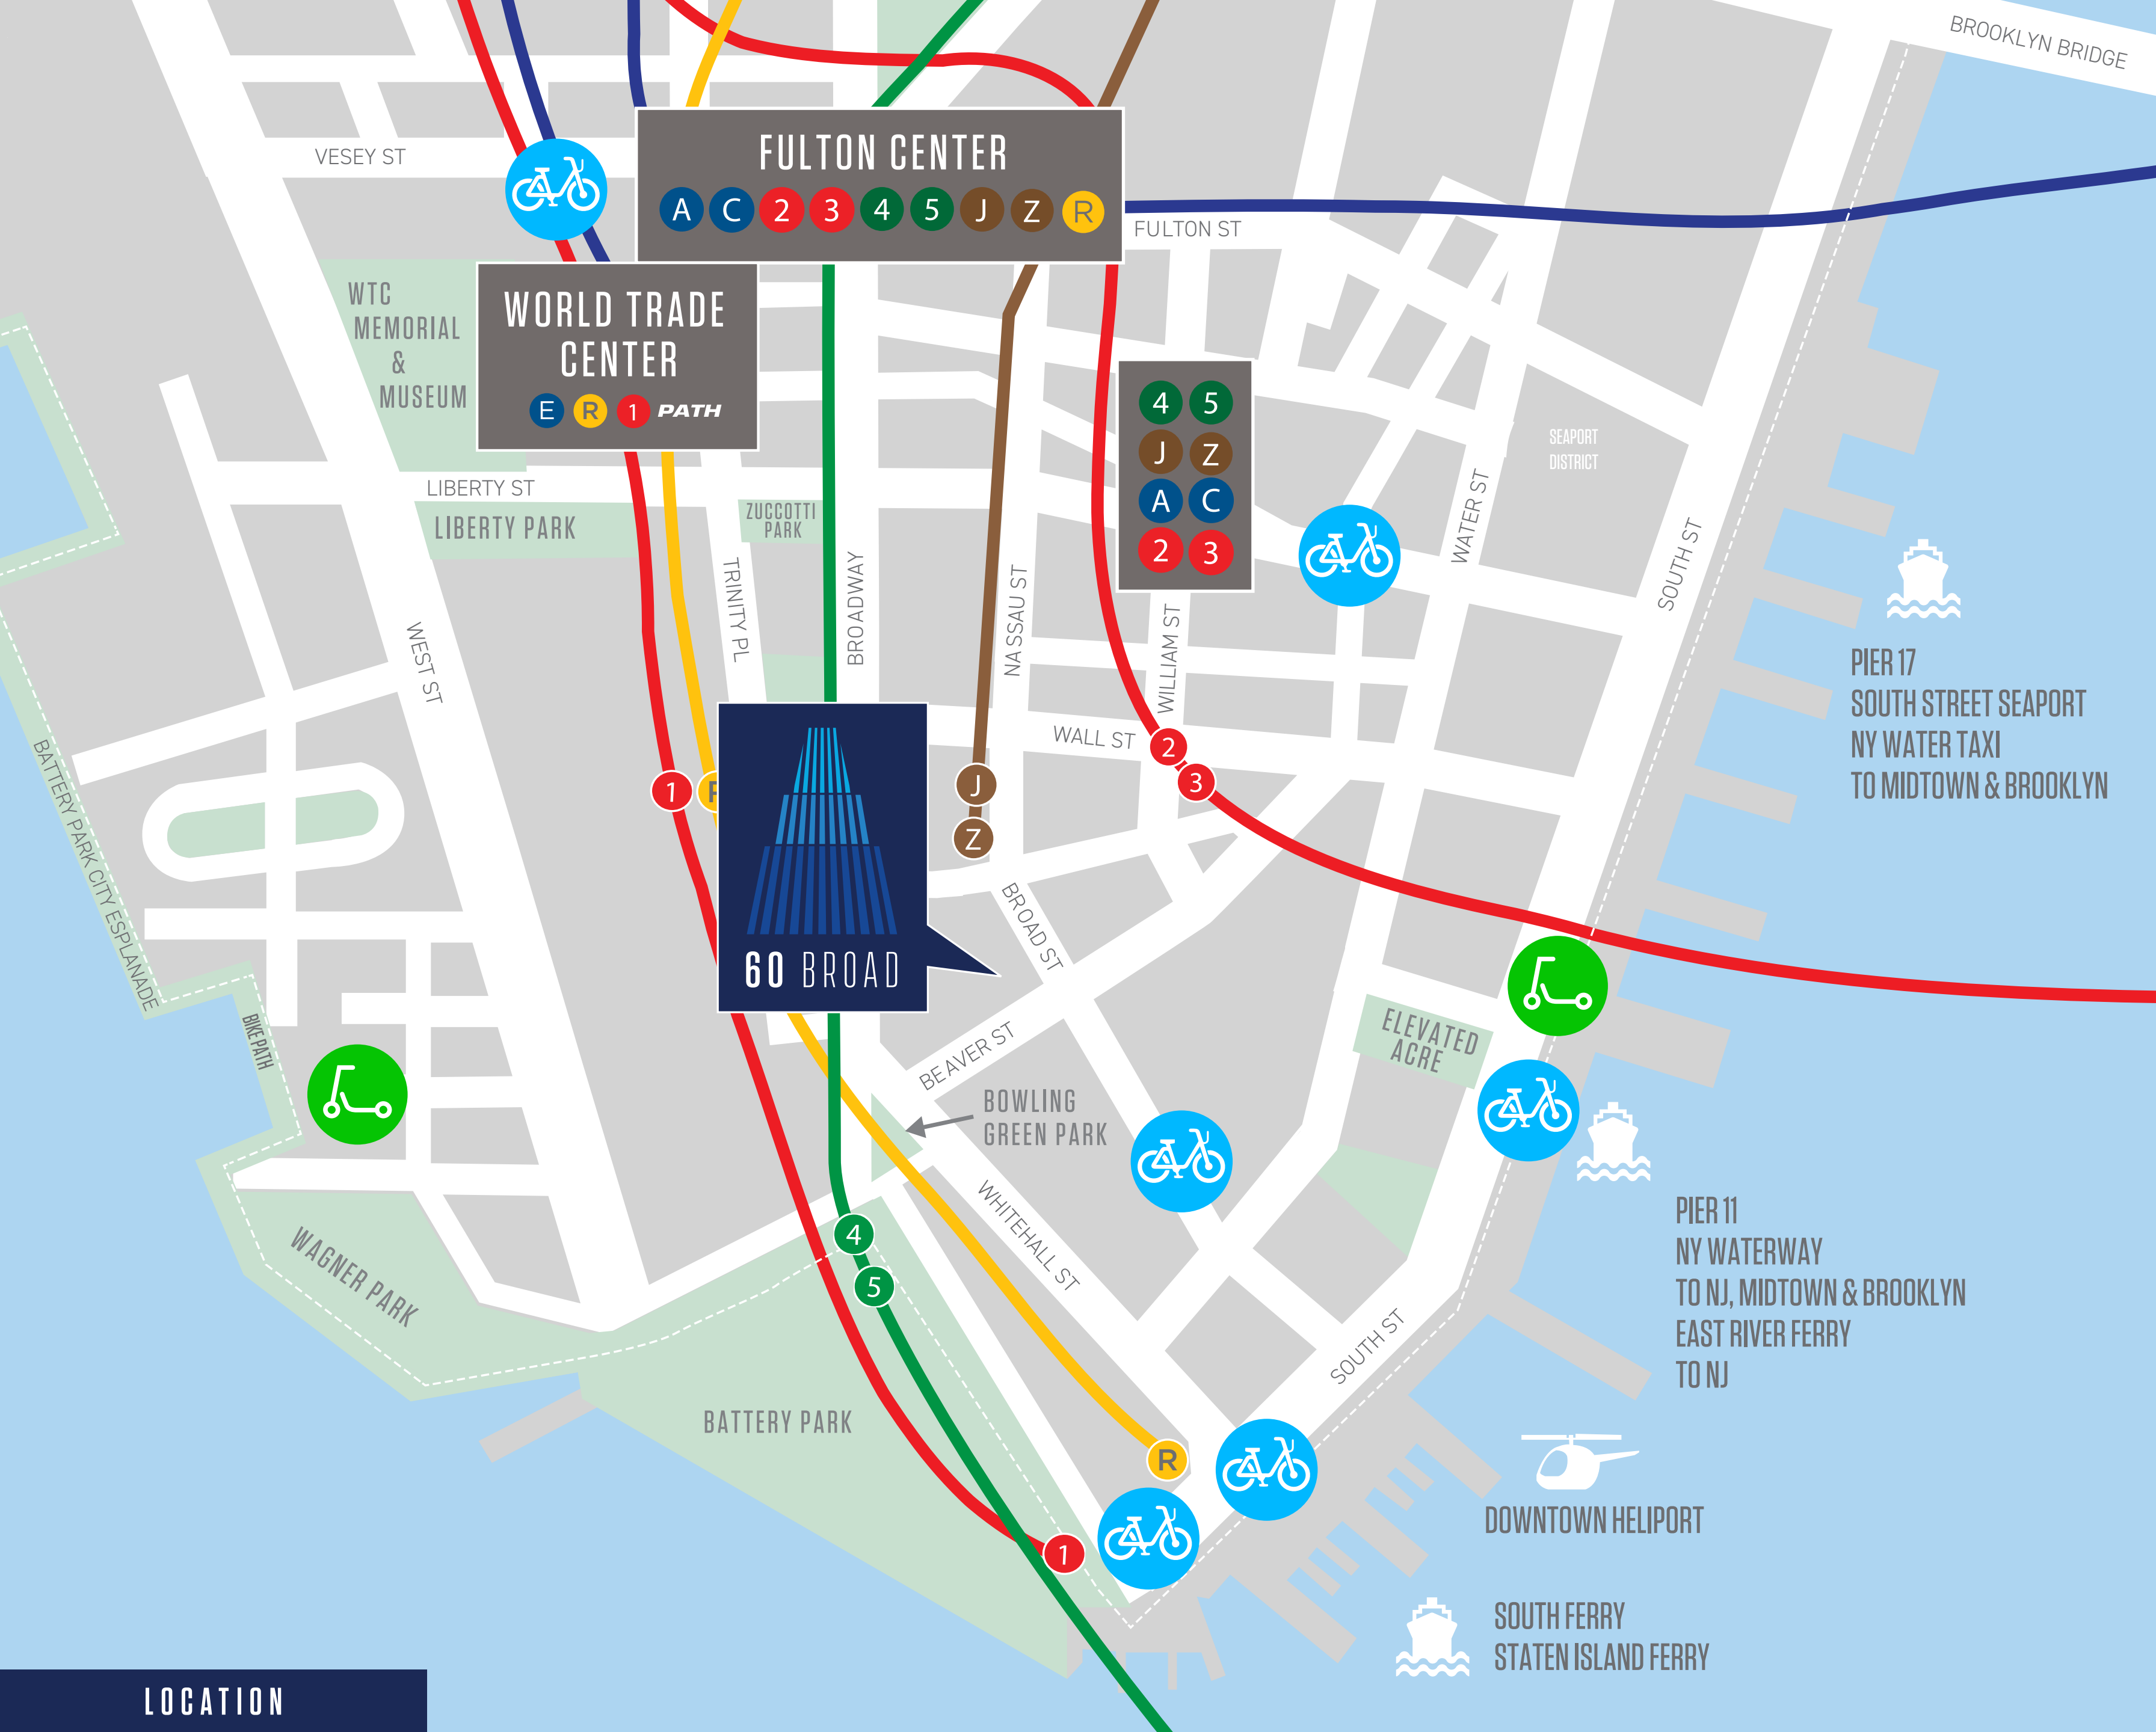 BROOKLYN BRIDGE
VESEY ST
FULTON CENTER
A C 2 3 4 5 J Z R
FULTON ST
WTC
MEMORIAL
&
MUSEUM
WORLD TRADE
CENTER
E R 1 PATH
4 5
J Z
A C
2 3
SEAPORT
DISTRICT
LIBERTY ST
LIBERTY PARK
ZUCCOTTI
PARK
WATER ST
SOUTH ST
TRINITY PL
BROADWAY
NASSAU ST
WILLIAM ST
WEST ST
PIER 17
SOUTH STREET SEAPORT
NY WATER TAXI
TO MIDTOWN & BROOKLYN
WALL ST
2
3
1
R
J
Z
BATTERY PARK CITY ESPLANADE
60 BROAD
BROAD ST
BIKE PATH
ELEVATED
ACRE
BEAVER ST
BOWLING
GREEN PARK
WHITEHALL ST
4
5
WAGNER PARK
PIER 11
NY WATERWAY
TO NJ, MIDTOWN & BROOKLYN
EAST RIVER FERRY
TO NJ
SOUTH ST
BATTERY PARK
R
1
DOWNTOWN HELIPORT
SOUTH FERRY
STATEN ISLAND FERRY
LOCATION